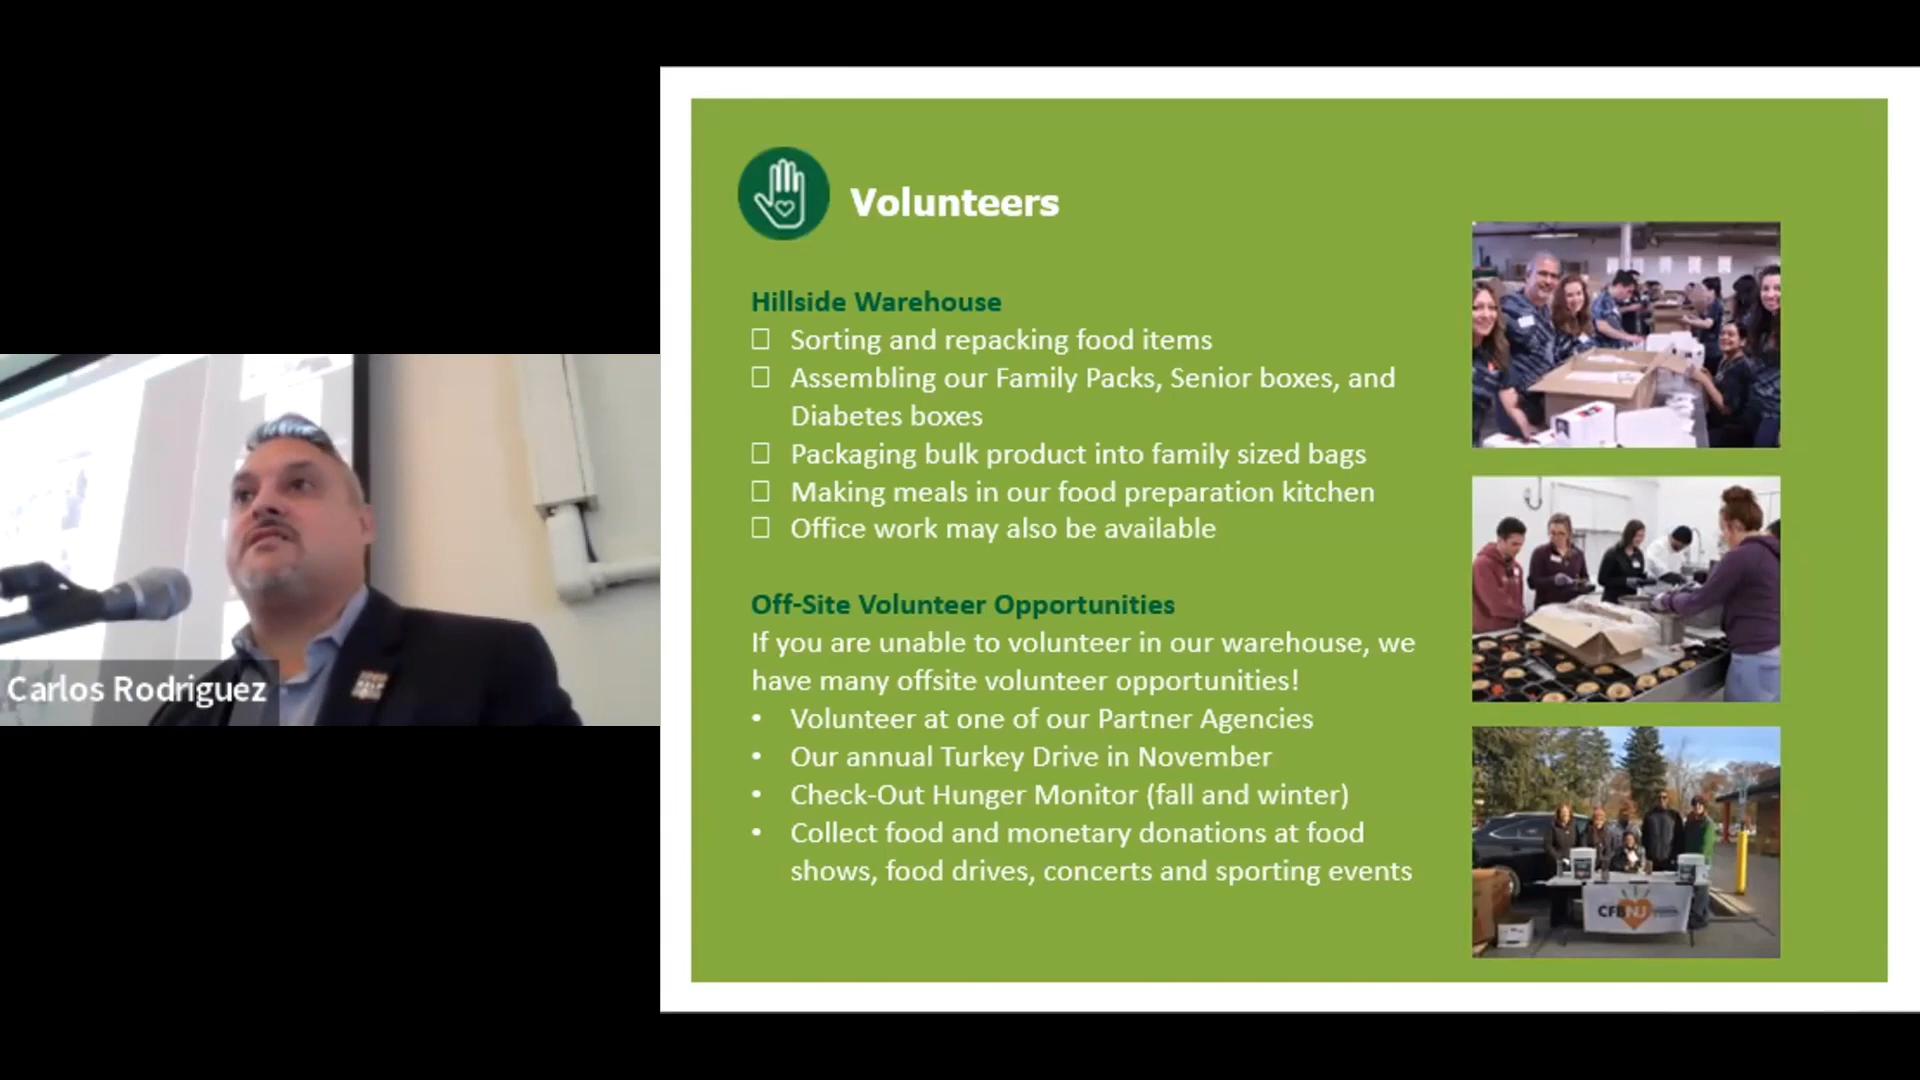 Volunteers
Hillside Warehouse
Sorting and repacking food items
Assembling our Family Packs, Senior boxes, and
Diabetes boxes
Packaging bulk product into family sized bags
Making meals in our food preparation kitchen
Office work may also be available
Off-Site Volunteer Opportunities
If you are unable to volunteer in our warehouse, we
have many offsite volunteer opportunities!
• Volunteer at one of our Partner Agencies
• Our annual Turkey Drive in November
• Check-Out Hunger Monitor (fall and winter)
• Collect food and monetary donations at food
shows, food drives, concerts and sporting events
CFBNJ
Carlos Rodriguez